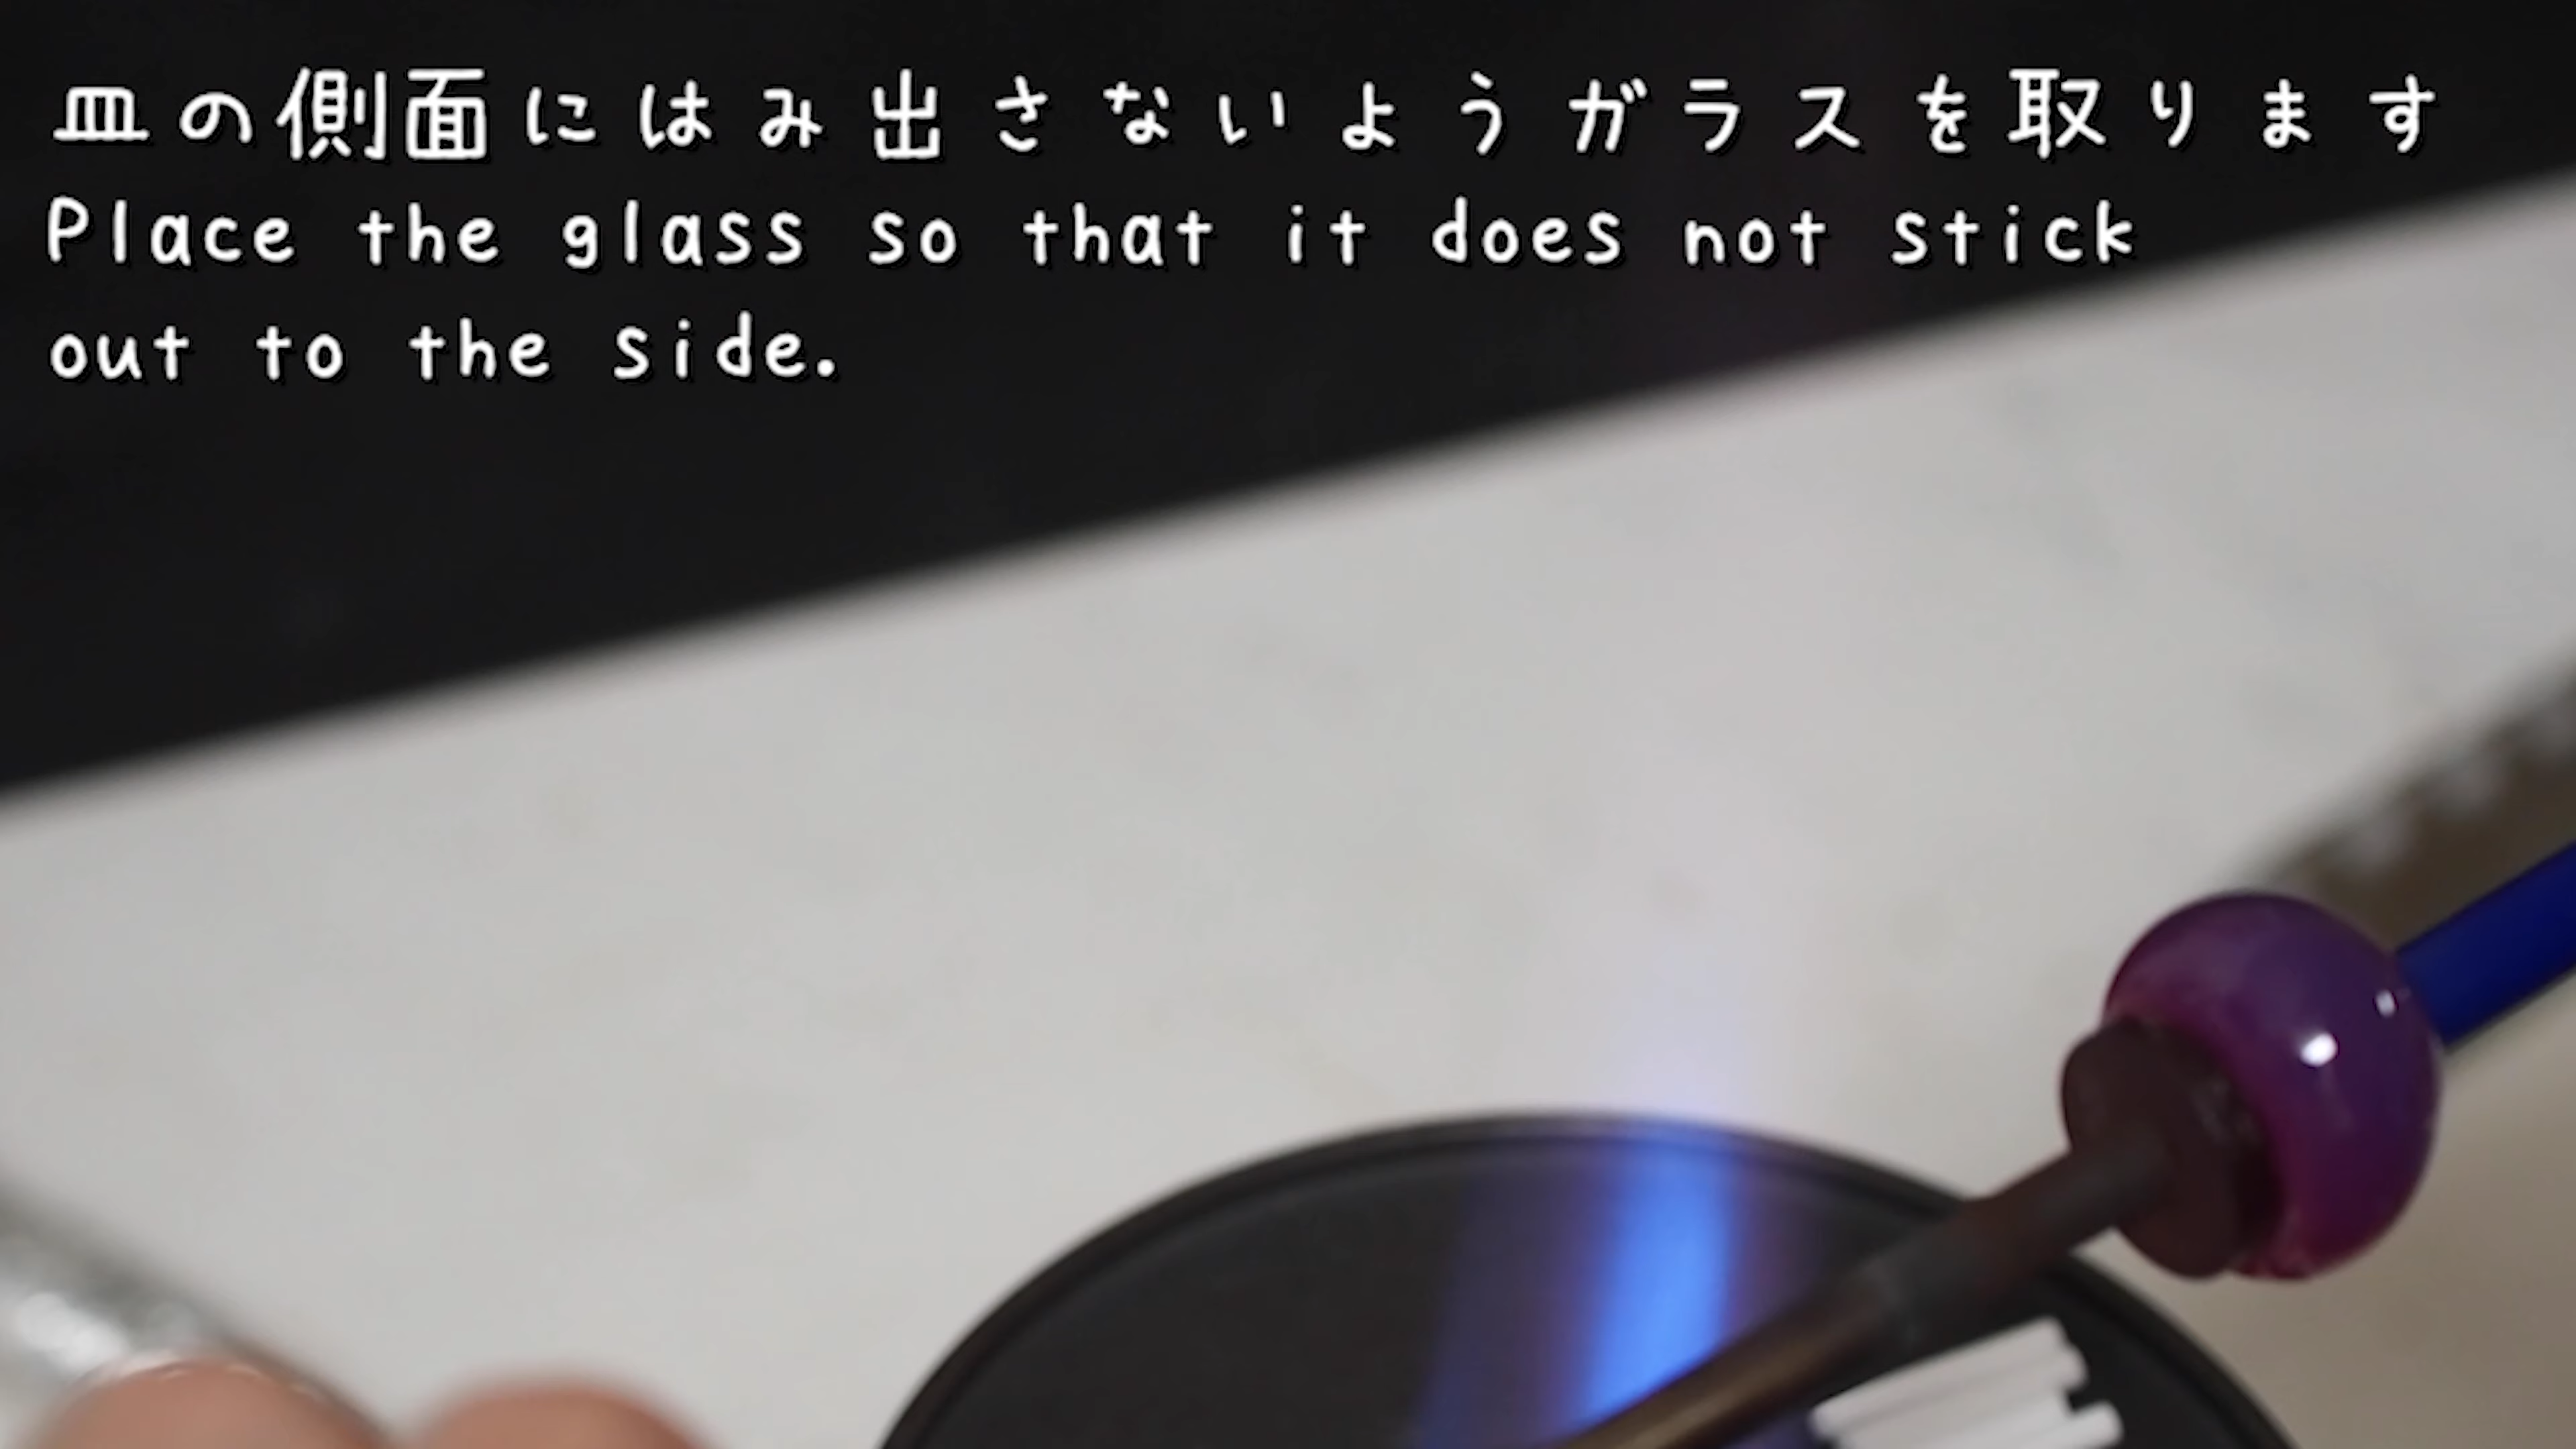 皿の側面にはみ出さないようガラスを取ります
Place the glass so that it does not stick
out to the side.